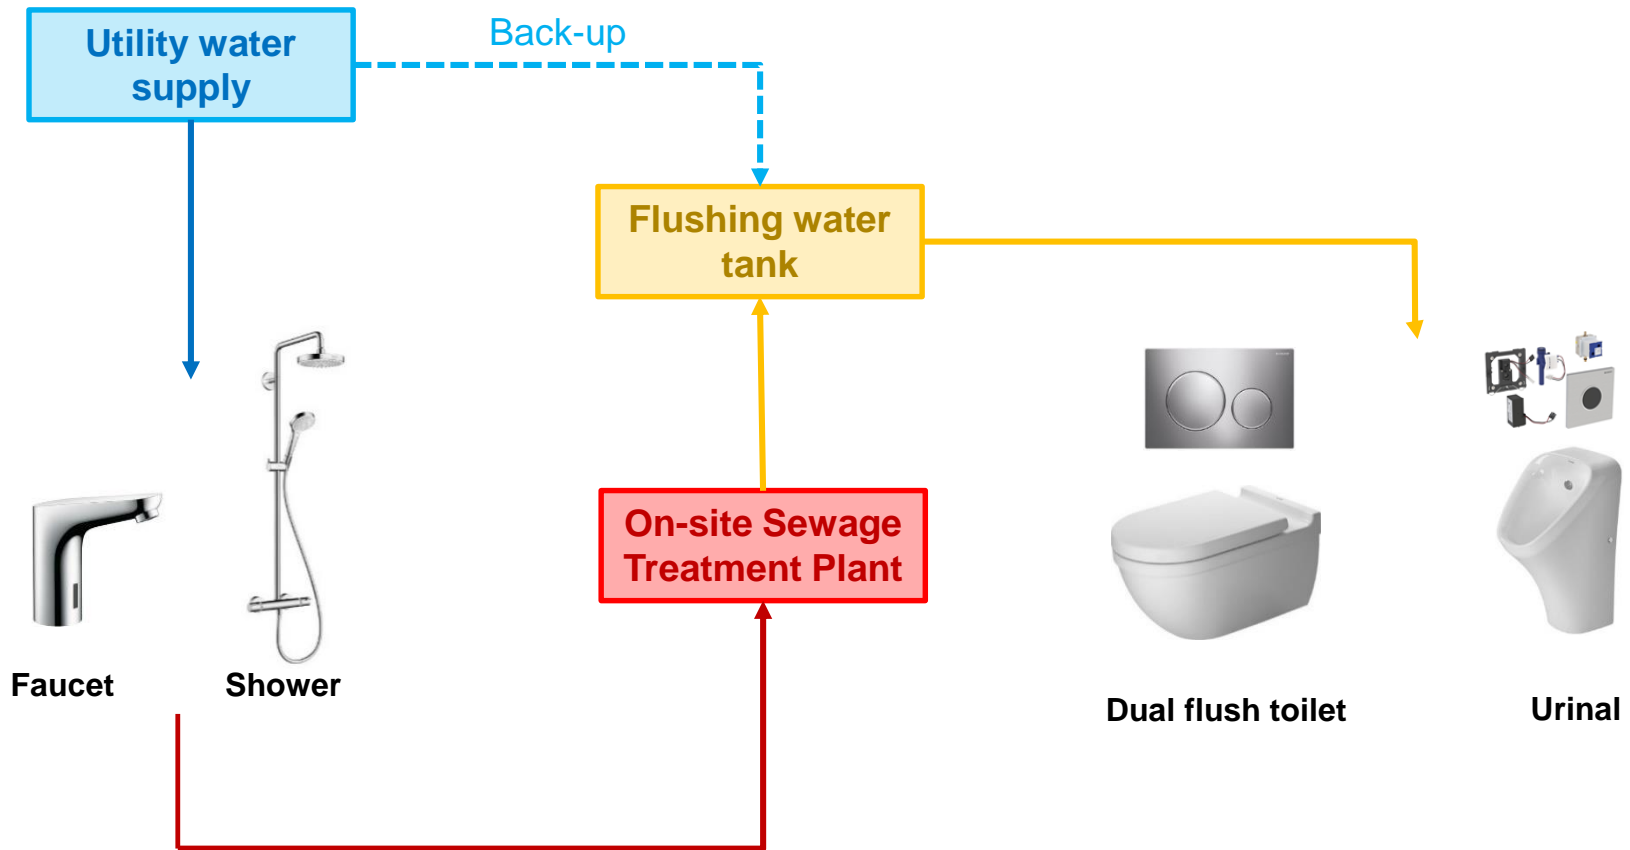 Utility water
supply
Back-up
Flushing water
tank
On-site Sewage
Treatment Plant
Faucet
Shower
Dual flush toilet
Urinal